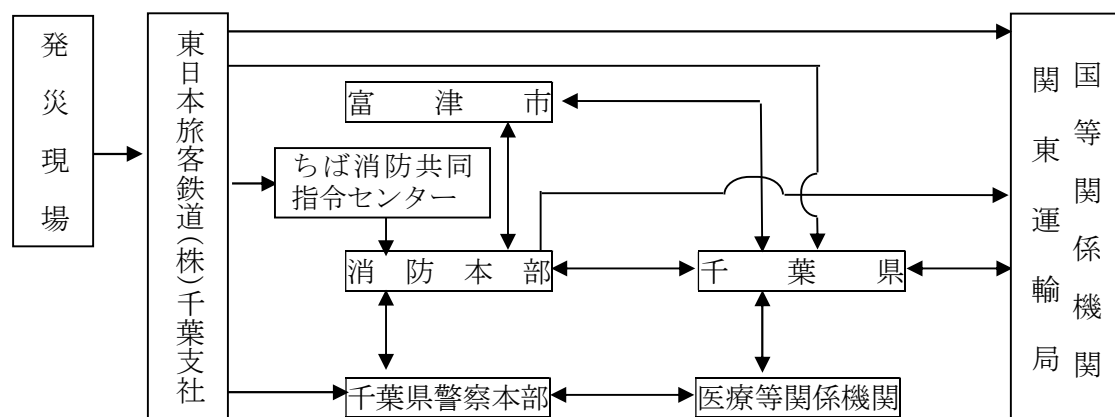 発災現場
東日本旅客鉄道(株)千葉支社
富津市
ちば消防共同
指令センター
消防本部
千葉県
千葉県警察本部
医療等関係機関
国等関係機関
関東運輸局